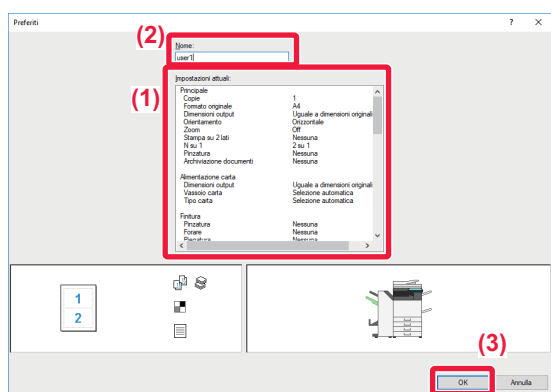 Preferiti ? ×
(2)
Nome:
user1
(1)
Impostazioni attuali:
Principale
Copie 1
Formato originale A4
Dimensioni output Uguale a dimensioni originali
Orientamento Orizzontale
Zoom Off
Stampa su 2 lati Nessuna
N su 1 2 su 1
Pinzatura Nessuna
Archiviazione documenti Nessuna
Alimentazione carta
Dimensioni output Uguale a dimensioni originali
Vassoio carta Selezione automatica
Tipo carta Selezione automatica
Finitura
Pinzatura Nessuna
Forare Nessuna
Piegatura Nessuna
1
2
(3)
OK Annulla